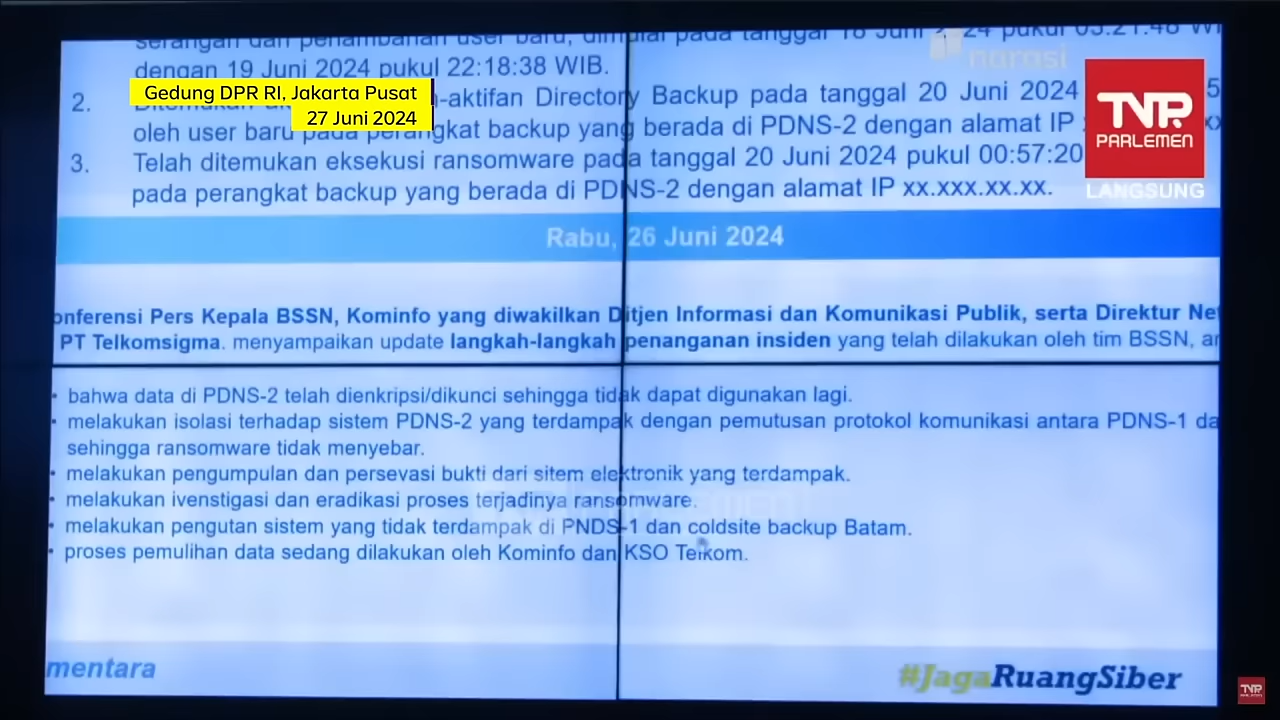 serangan dan penambahan user baru, dimulai pada tanggal 18 Juni 2024 pukul 03:21:48
dengan 19 Juni 2024 pukul 22:18:38 WIB.
narasi
Gedung DPR RI, Jakarta Pusat
27 Juni 2024
2. -aktifan Directory Backup pada tanggal 20 Juni 2024
oleh user baru pada perangkat backup yang berada di PDNS-2 dengan alamat IP
3. Telah ditemukan eksekusi ransomware pada tanggal 20 Juni 2024 pukul 00:57:20
pada perangkat backup yang berada di PDNS-2 dengan alamat IP xx.xxx.xx.xx.
TVR
PARLEMEN
LANGSUNG
Rabu, 26 Juni 2024
onferensi Pers Kepala BSSN, Kominfo yang diwakilkan Ditjen Informasi dan Komunikasi Publik, serta Direktur Ne
PT Telkomsigma. menyampaikan update langkah-langkah penanganan insiden yang telah dilakukan oleh tim BSSN, an
• bahwa data di PDNS-2 telah dienkripsi/dikunci sehingga tidak dapat digunakan lagi.
• melakukan isolasi terhadap sistem PDNS-2 yang terdampak dengan pemutusan protokol komunikasi antara PDNS-1 da
sehingga ransomware tidak menyebar.
• melakukan pengumpulan dan persevasi bukti dari sitem elektronik yang terdampak.
• melakukan ivenstigasi dan eradikasi proses terjadinya ransomware.
• melakukan pengutan sistem yang tidak terdampak di PNDS-1 dan coldsite backup Batam.
• proses pemulihan data sedang dilakukan oleh Kominfo dan KSO Telkom.
mentara
#JagaRuangSiber
TVR
PARLEMEN